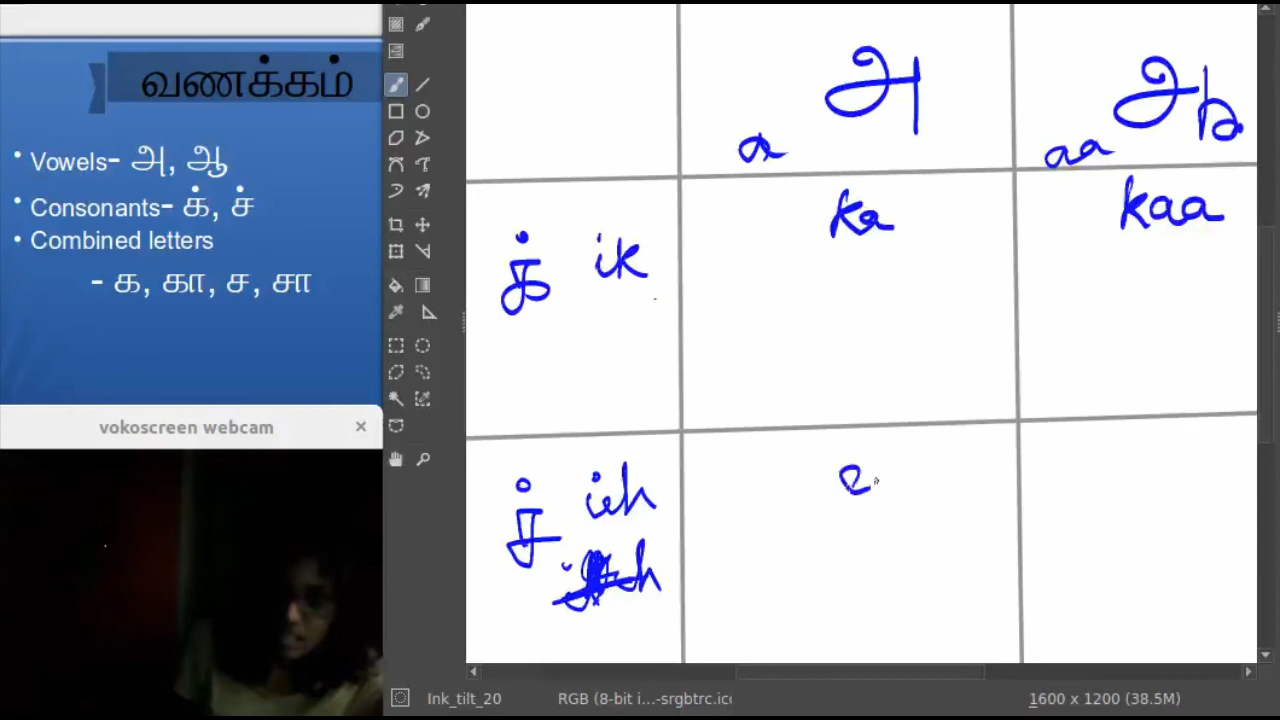 வணக்கம்
• Vowels- அ, ஆ
• Consonants- க், ச்
• Combined letters
- க, கா, ச, சா
vokoscreen webcam ×
அ ஆ
a aa
ka kaa
க் ik
ச் ich
Ink_tilt_20 RGB (8-bit i...-srgbtrc.icc 1600 x 1200 (38.5M)